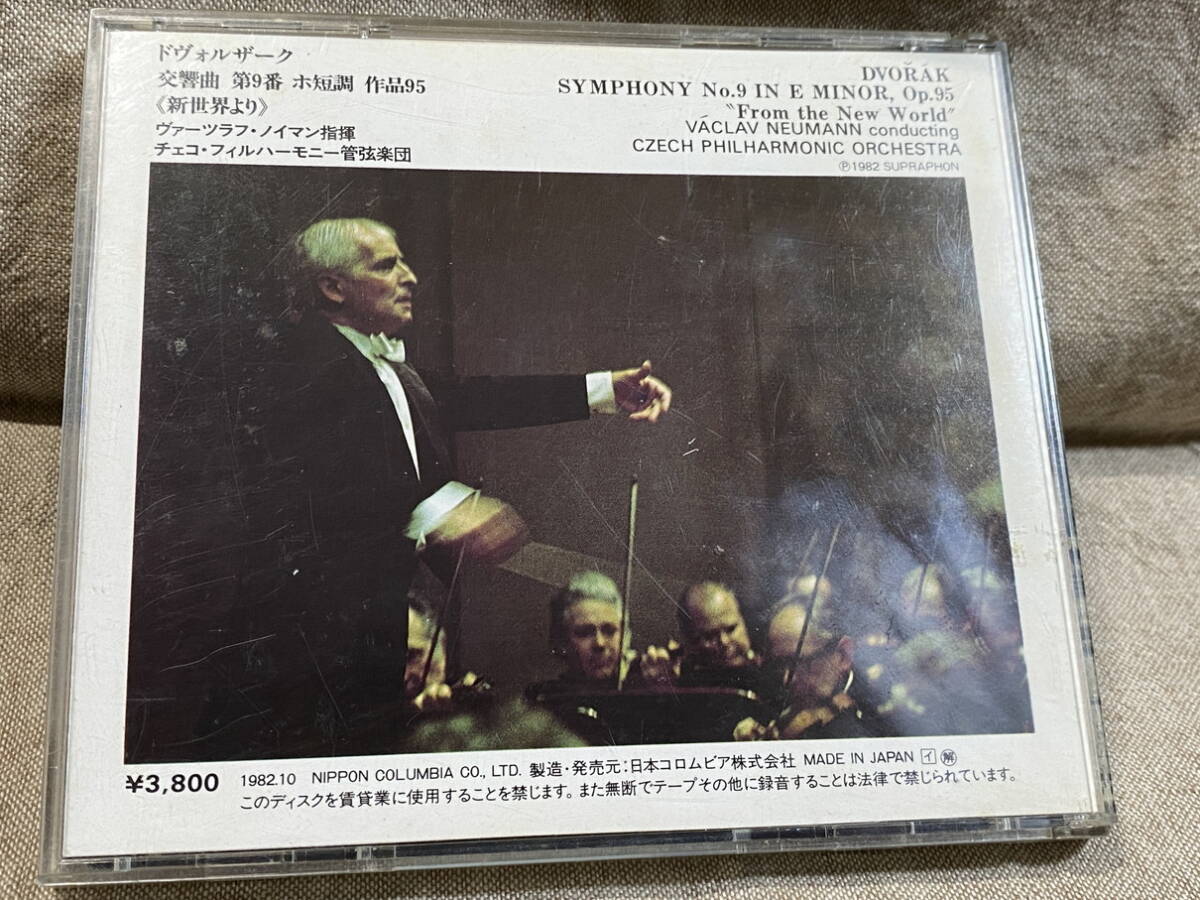 ドヴォルザーク
交響曲 第9番 ホ短調 作品95
《新世界より》
ヴァーツラフ・ノイマン指揮
チェコ・フィルハーモニー管弦楽団
DVOŘÁK
SYMPHONY No.9 IN E MINOR, Op.95
"From the New World"
VÁCLAV NEUMANN conducting
CZECH PHILHARMONIC ORCHESTRA
Ⓟ1982 SUPRAPHON
¥3,800 1982.10 NIPPON COLUMBIA CO., LTD. 製造・発売元:日本コロムビア株式会社 MADE IN JAPAN イ 解
このディスクを賃貸業に使用することを禁じます。また無断でテープその他に録音することは法律で禁じられています。